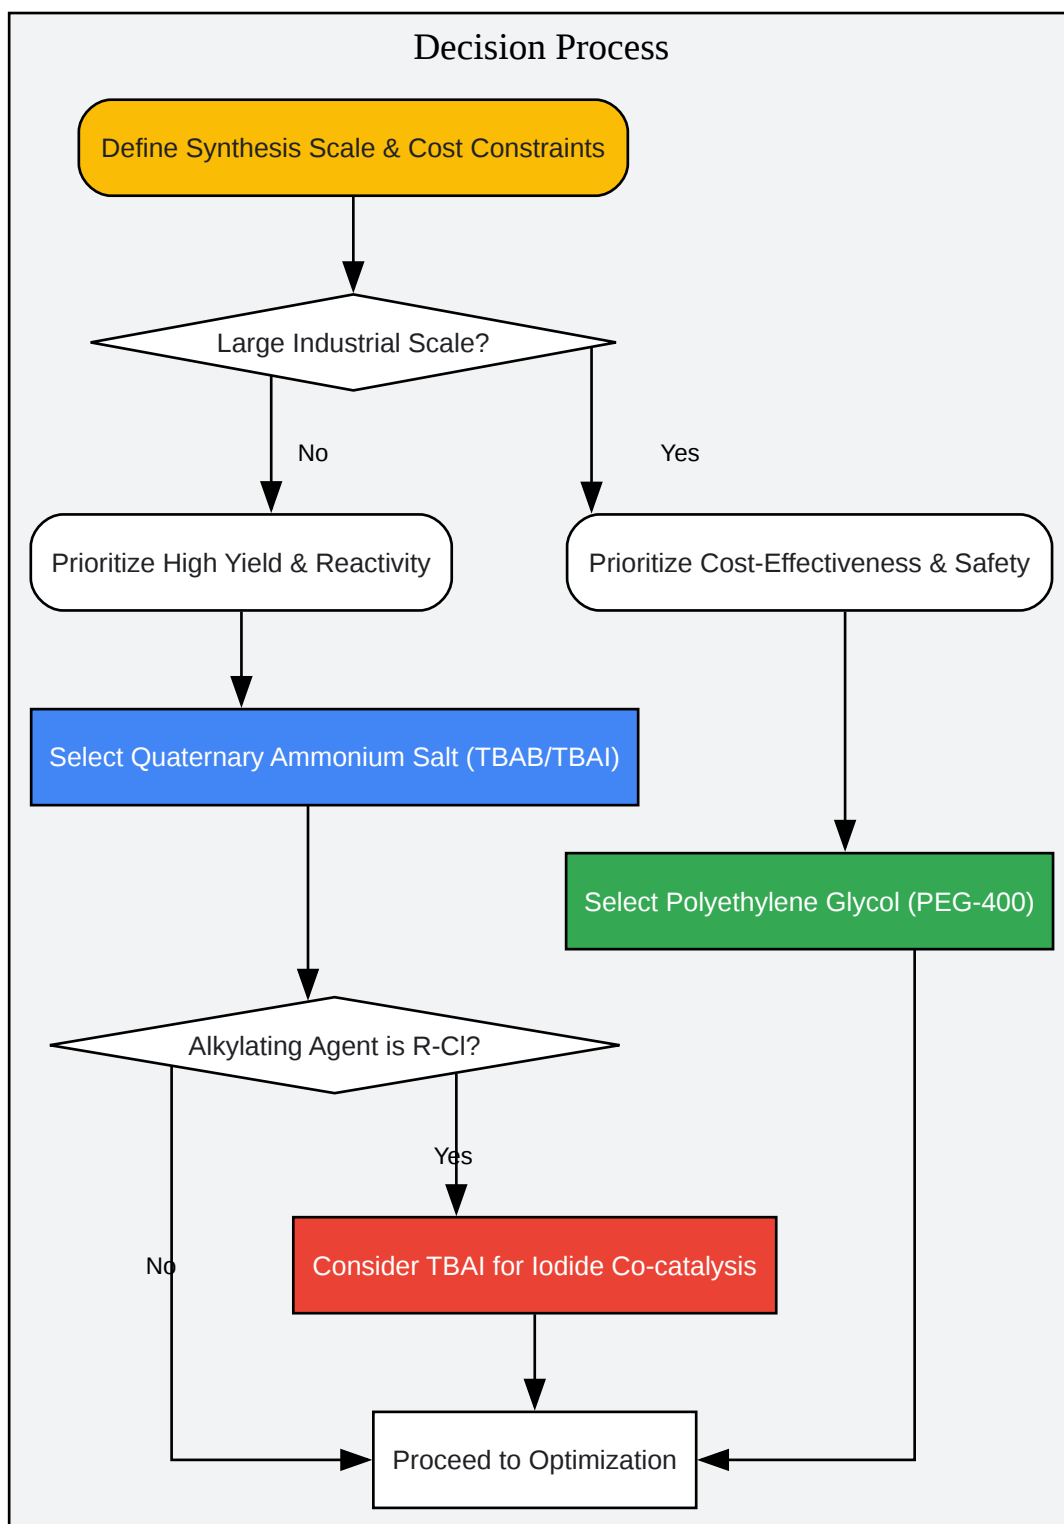 Decision Process
Define Synthesis Scale & Cost Constraints
Large Industrial Scale?
No
Yes
Prioritize High Yield & Reactivity
Prioritize Cost-Effectiveness & Safety
Select Quaternary Ammonium Salt (TBAB/TBAI)
Select Polyethylene Glycol (PEG-400)
Alkylating Agent is R-Cl?
Yes
No
Consider TBAI for Iodide Co-catalysis
Proceed to Optimization